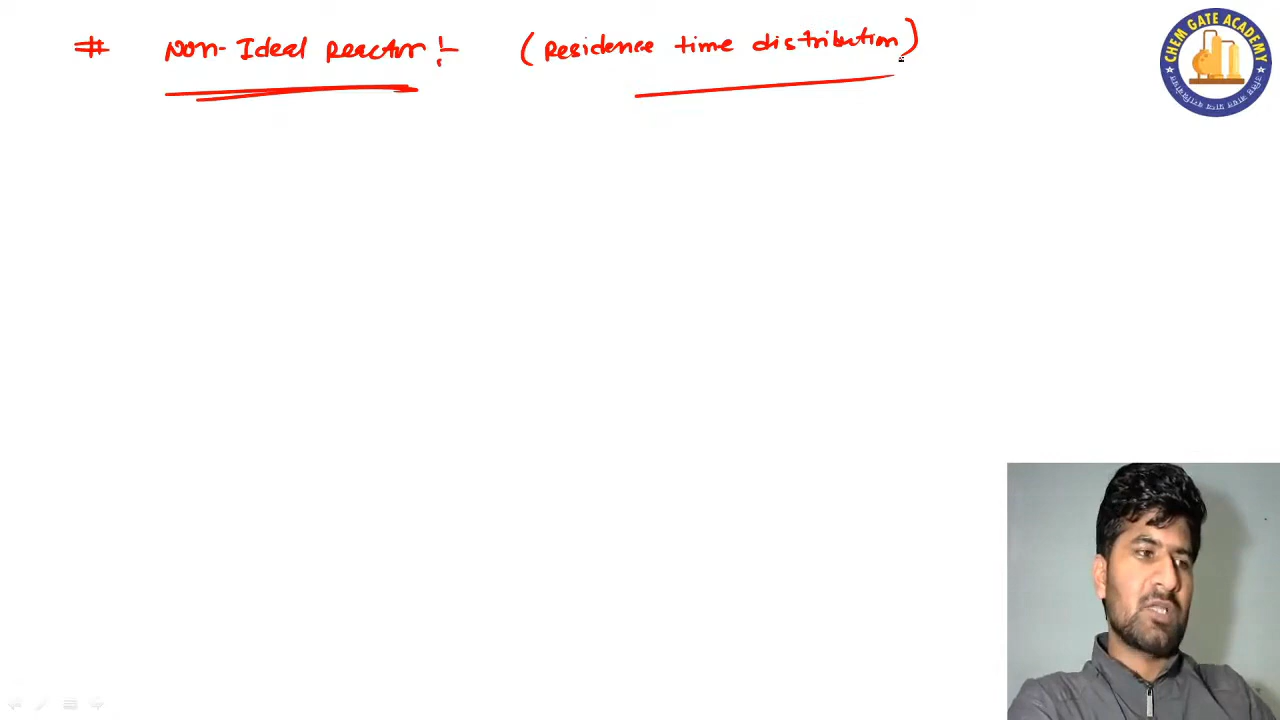 # Non-Ideal Reactor :- (Residence time distribution)
CHEM GATE ACADEMY